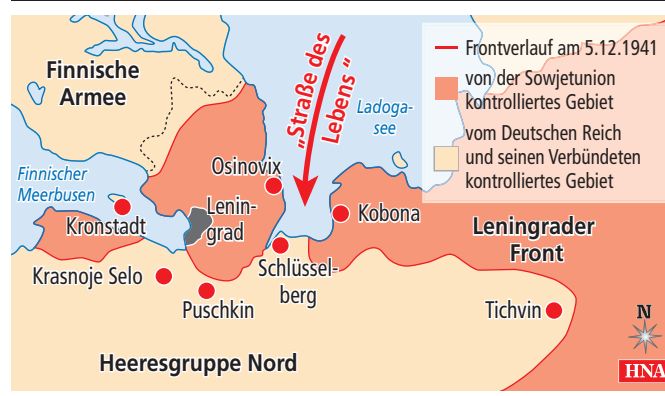 Frontverlauf am 5.12.1941
von der Sowjetunion
kontrolliertes Gebiet
vom Deutschen Reich
und seinen Verbündeten
kontrolliertes Gebiet
Finnische
Armee
„Straße des
Lebens“
Ladoga-
see
Finnischer
Meerbusen
Osinovix
Kronstadt
Lenin-
grad
Kobona
Leningrader
Front
Krasnoje Selo
Schlüssel-
berg
Puschkin
Tichvin
Heeresgruppe Nord
N
HNA